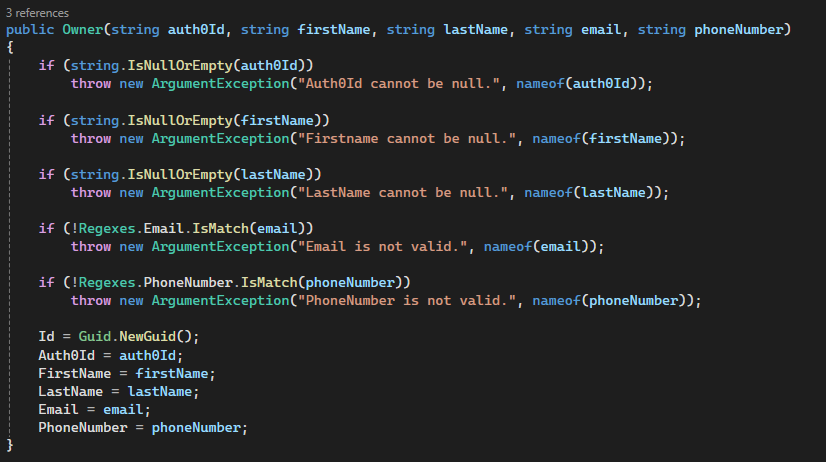 3 references
public Owner(string auth0Id, string firstName, string lastName, string email, string phoneNumber)
{
    if (string.IsNullOrEmpty(auth0Id))
        throw new ArgumentException("Auth0Id cannot be null.", nameof(auth0Id));
    if (string.IsNullOrEmpty(firstName))
        throw new ArgumentException("Firstname cannot be null.", nameof(firstName));
    if (string.IsNullOrEmpty(lastName))
        throw new ArgumentException("LastName cannot be null.", nameof(lastName));
    if (!Regexes.Email.IsMatch(email))
        throw new ArgumentException("Email is not valid.", nameof(email));
    if (!Regexes.PhoneNumber.IsMatch(phoneNumber))
        throw new ArgumentException("PhoneNumber is not valid.", nameof(phoneNumber));
    Id = Guid.NewGuid();
    Auth0Id = auth0Id;
    FirstName = firstName;
    LastName = lastName;
    Email = email;
    PhoneNumber = phoneNumber;
}